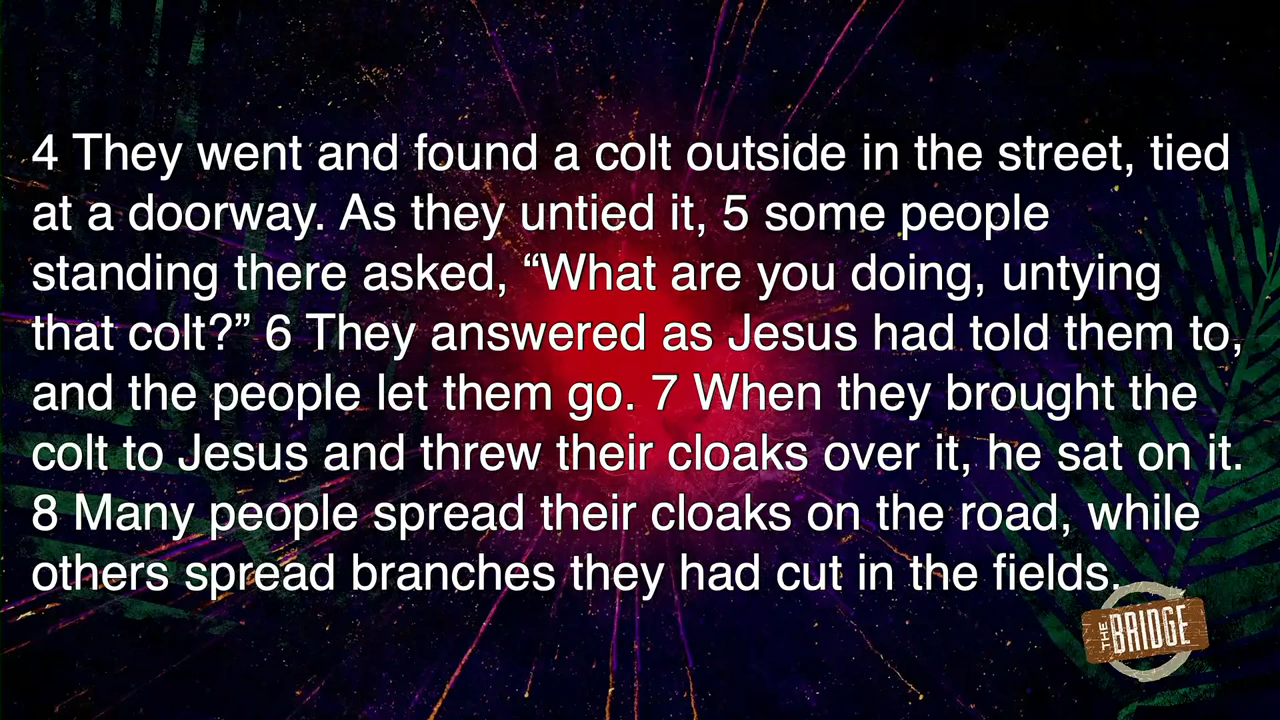 4 They went and found a colt outside in the street, tied
at a doorway. As they untied it, 5 some people
standing there asked, “What are you doing, untying
that colt?” 6 They answered as Jesus had told them to,
and the people let them go. 7 When they brought the
colt to Jesus and threw their cloaks over it, he sat on it.
8 Many people spread their cloaks on the road, while
others spread branches they had cut in the fields.
THE BRIDGE